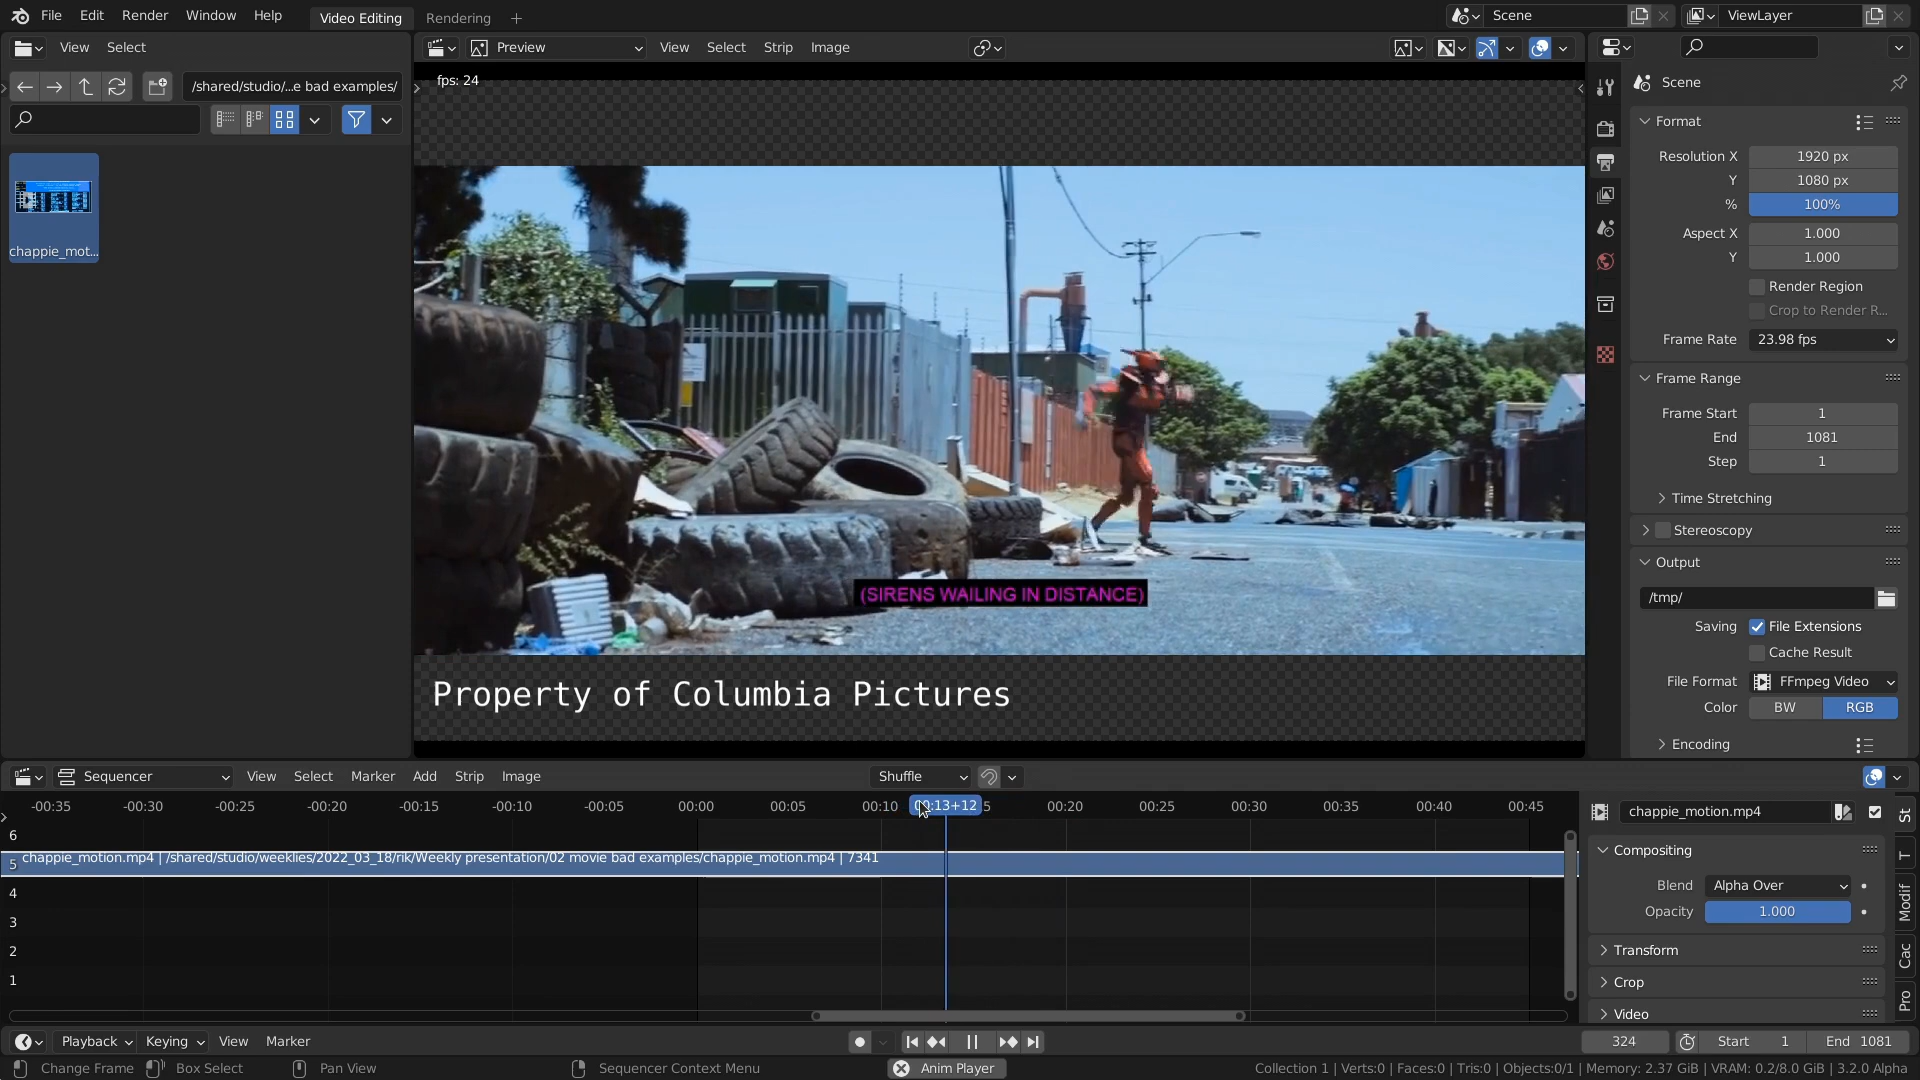 File Edit Render Window Help Video Editing Rendering + Scene ViewLayer
View Select Preview View Select Strip Image
fps: 24
/shared/studio/...e bad examples/
chappie_mot...
(SIRENS WAILING IN DISTANCE)
Property of Columbia Pictures
Scene
Format
Resolution X 1920 px
Y 1080 px
% 100%
Aspect X 1.000
Y 1.000
Render Region
Crop to Render R...
Frame Rate 23.98 fps
Frame Range
Frame Start 1
End 1081
Step 1
Time Stretching
Stereoscopy
Output
/tmp/
Saving File Extensions
Cache Result
File Format FFmpeg Video
Color BW RGB
Encoding
Sequencer View Select Marker Add Strip Image Shuffle
-00:35 -00:30 -00:25 -00:20 -00:15 -00:10 -00:05 00:00 00:05 00:10 00:13+12 00:20 00:25 00:30 00:35 00:40 00:45
6
5 chappie_motion.mp4 | /shared/studio/weeklies/2022_03_18/rik/Weekly presentation/02 movie bad examples/chappie_motion.mp4 | 7341
4
3
2
1
chappie_motion.mp4
Compositing
Blend Alpha Over
Opacity 1.000
Transform
Crop
Video
St
T
Modif
Cac
Pro
Playback Keying View Marker 324 Start 1 End 1081
Change Frame Box Select Pan View Sequencer Context Menu Anim Player Collection 1 | Verts:0 | Faces:0 | Tris:0 | Objects:0/1 | Memory: 2.37 GiB | VRAM: 0.2/8.0 GiB | 3.2.0 Alpha